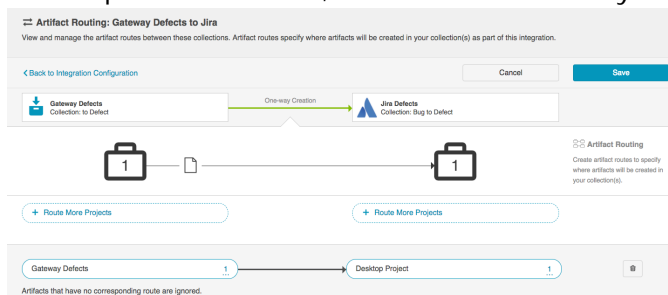 Artifact Routing: Gateway Defects to Jira
View and manage the artifact routes between these collections. Artifact routes specify where artifacts will be created in your collection(s) as part of this integration.
Back to Integration Configuration
Cancel
Save
Gateway Defects
Collection: to Defect
One-way Creation
Jira Defects
Collection: Bug to Defect
1
1
Artifact Routing
Create artifact routes to specify
where artifacts will be created in
your collection(s).
+ Route More Projects
+ Route More Projects
Gateway Defects 1
Desktop Project 1
Artifacts that have no corresponding route are ignored.